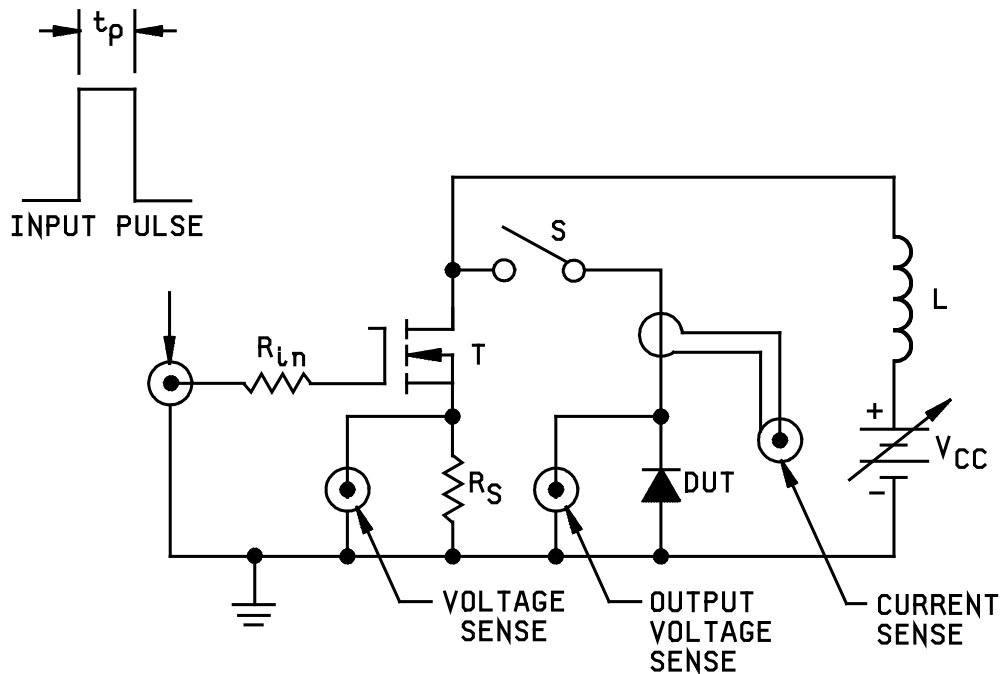 tp
INPUT PULSE
S
L
Rin
T
+
VCC
RS
DUT
−
VOLTAGE
SENSE
OUTPUT
VOLTAGE
SENSE
CURRENT
SENSE